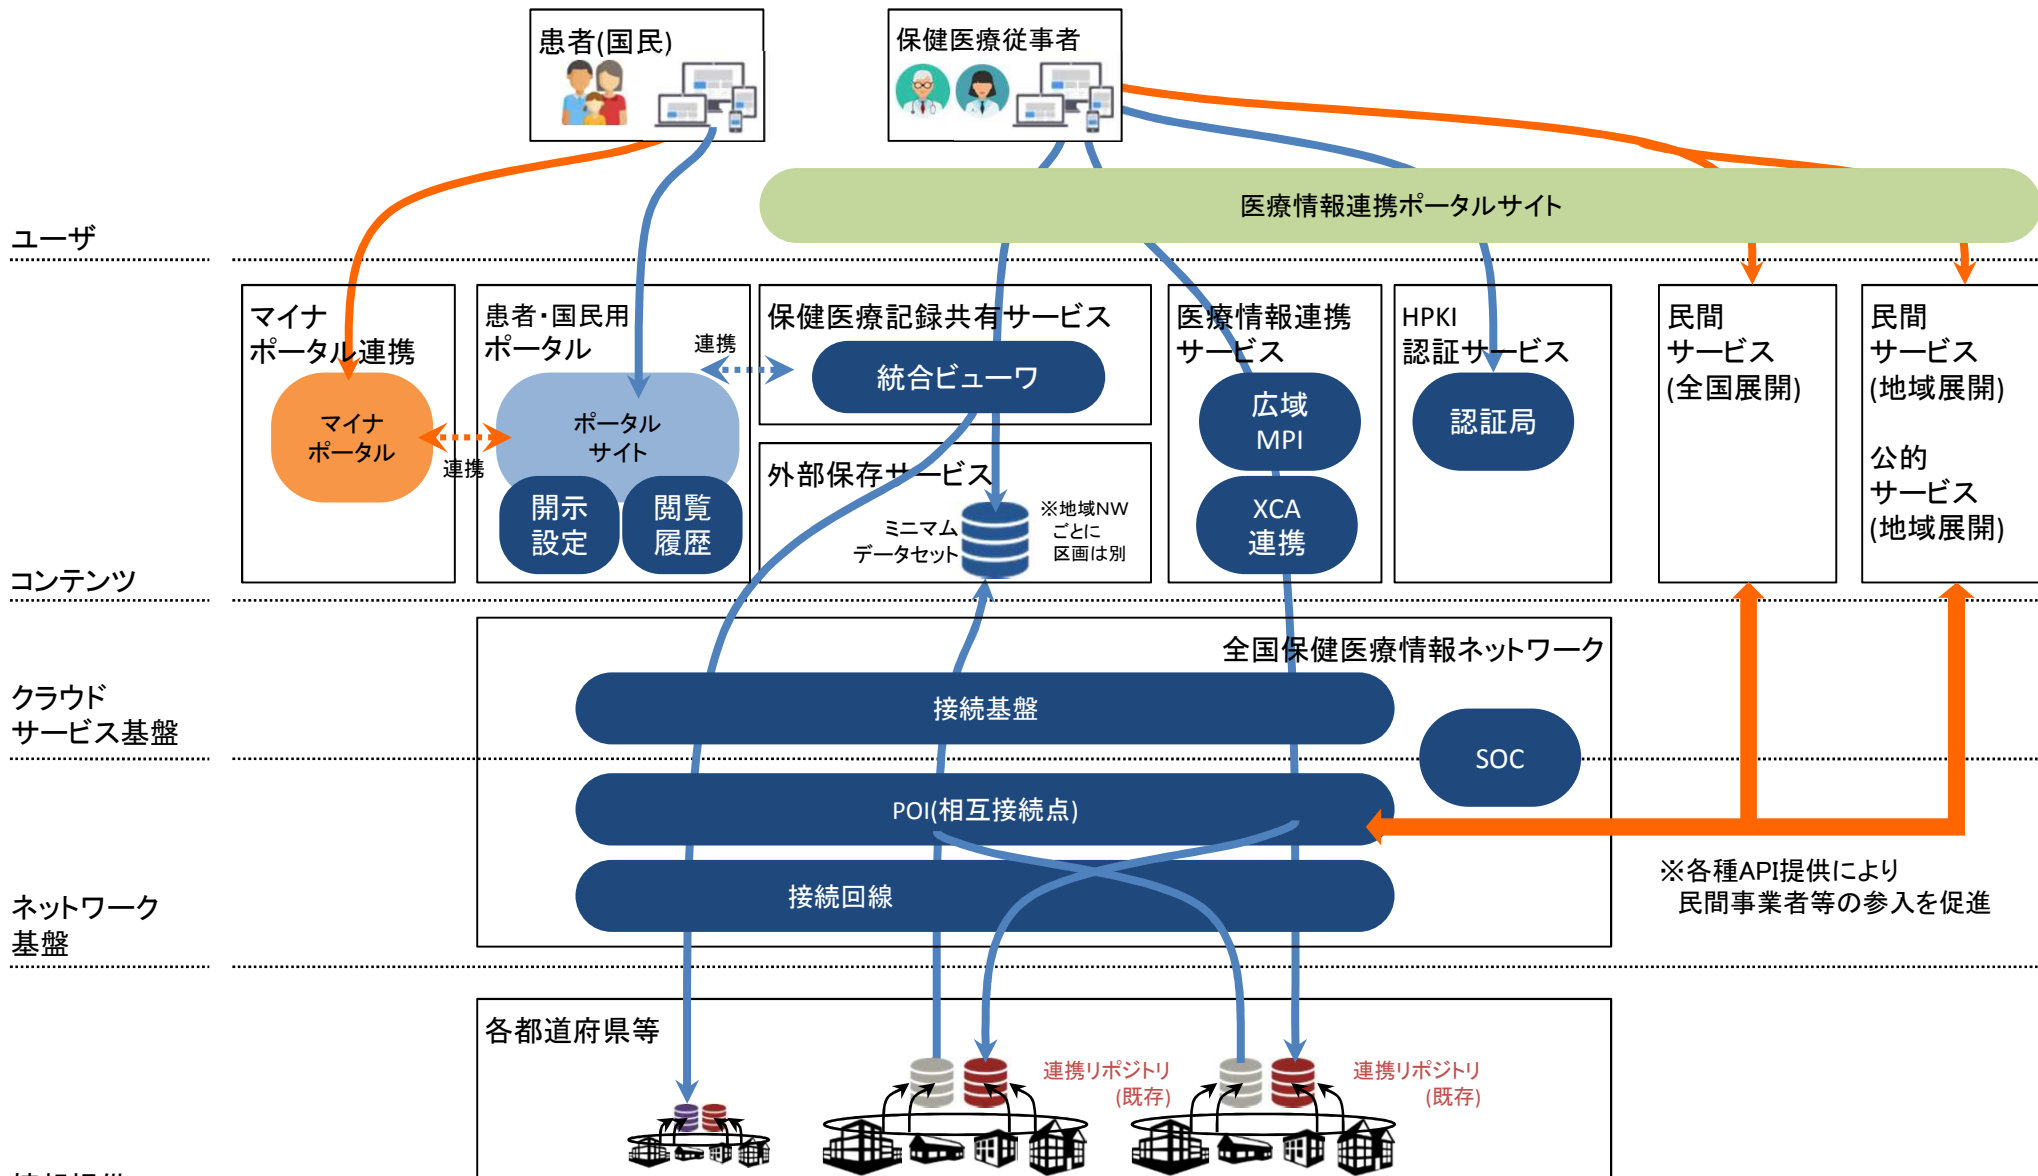 患者(国民)
保健医療従事者
医療情報連携ポータルサイト
ユーザ
マイナ
ポータル連携
マイナ
ポータル
連携
患者・国民用
ポータル
ポータル
サイト
開示
設定
閲覧
履歴
連携
保健医療記録共有サービス
統合ビューワ
外部保存サービス
ミニマム
データセット
※地域NW
ごとに
区画は別
医療情報連携
サービス
広域
MPI
XCA
連携
HPKI
認証サービス
認証局
民間
サービス
(全国展開)
民間
サービス
(地域展開)
公的
サービス
(地域展開)
コンテンツ
全国保健医療情報ネットワーク
クラウド
サービス基盤
接続基盤
SOC
POI(相互接続点)
接続回線
※各種API提供により
民間事業者等の参入を促進
ネットワーク
基盤
各都道府県等
連携リポジトリ
(既存)
連携リポジトリ
(既存)